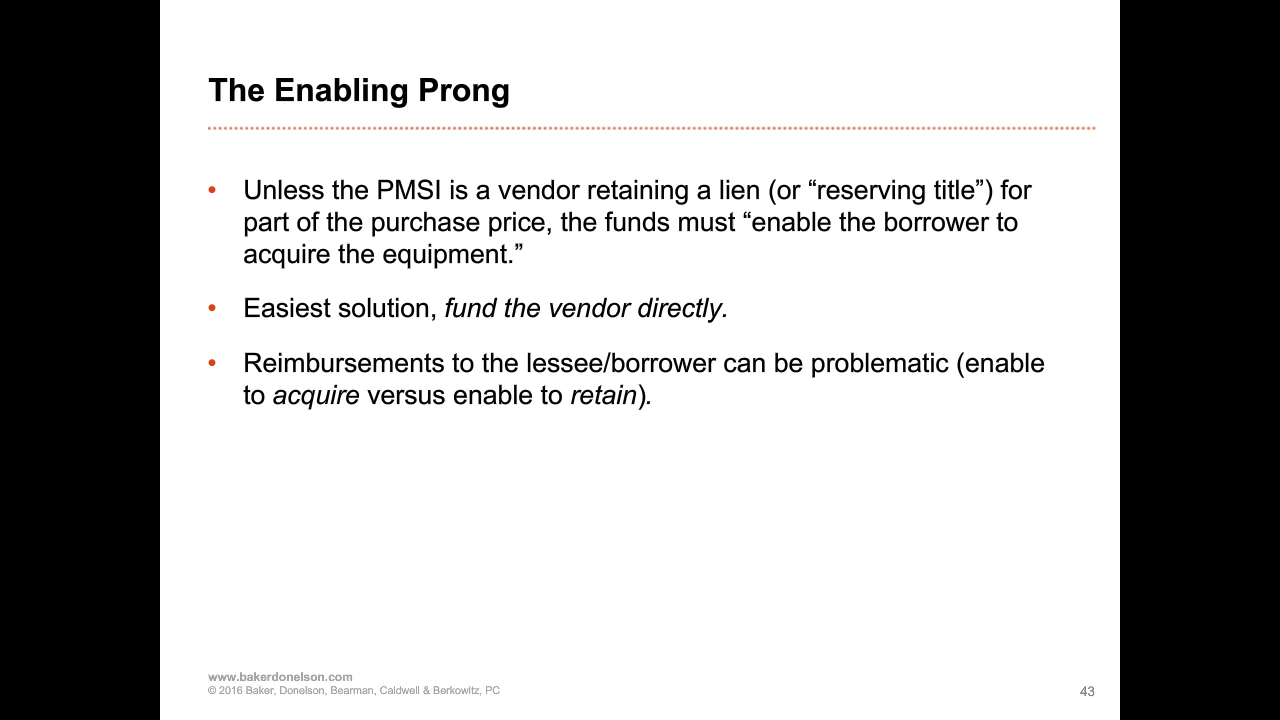 The Enabling Prong
• Unless the PMSI is a vendor retaining a lien (or “reserving title”) for
part of the purchase price, the funds must “enable the borrower to
acquire the equipment.”
• Easiest solution, fund the vendor directly.
• Reimbursements to the lessee/borrower can be problematic (enable
to acquire versus enable to retain).
www.bakerdonelson.com
© 2016 Baker, Donelson, Bearman, Caldwell & Berkowitz, PC
43